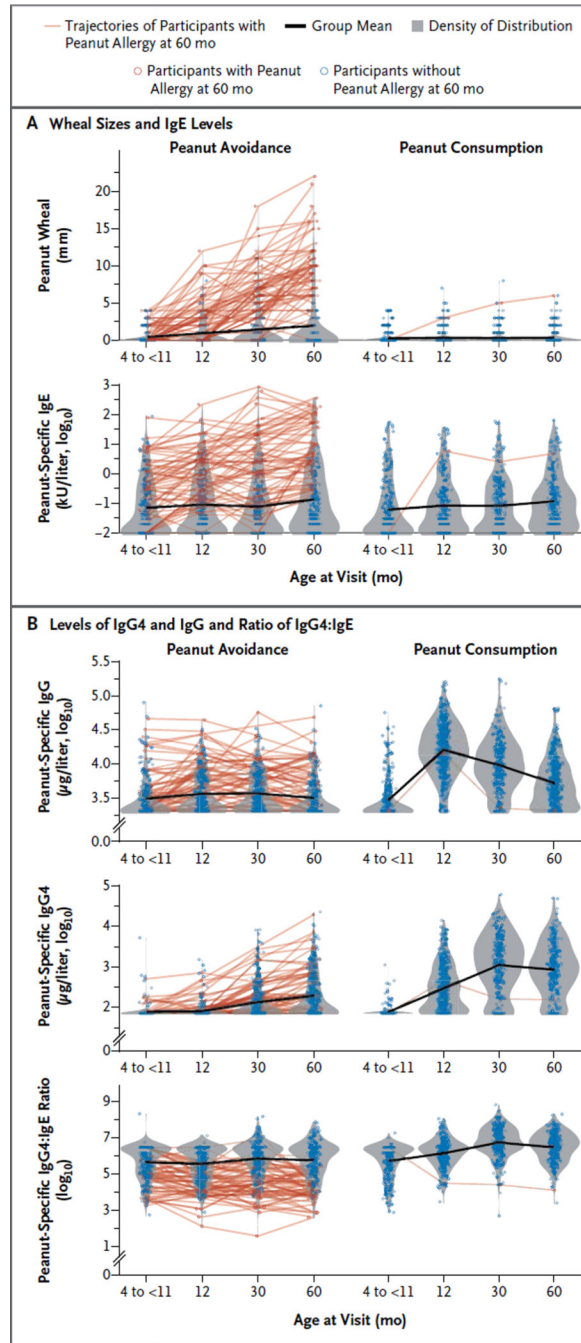 Trajectories of Participants with
Peanut Allergy at 60 mo
Group Mean
Density of Distribution
Participants with Peanut
Allergy at 60 mo
Participants without
Peanut Allergy at 60 mo
A Wheal Sizes and IgE Levels
Peanut Avoidance
Peanut Consumption
Peanut Wheal
(mm)
20
15
10
5
0
4 to <11 12 30 60
4 to <11 12 30 60
Peanut-Specific IgE
(kU/liter, log10)
3
2
1
0
−1
−2
4 to <11 12 30 60
4 to <11 12 30 60
Age at Visit (mo)
B Levels of IgG4 and IgG and Ratio of IgG4:IgE
Peanut Avoidance
Peanut Consumption
Peanut-Specific IgG
(µg/liter, log10)
5.5
5.0
4.5
4.0
3.5
0.0
4 to <11 12 30 60
4 to <11 12 30 60
Peanut-Specific IgG4
(µg/liter, log10)
5
4
3
2
0
4 to <11 12 30 60
4 to <11 12 30 60
Peanut-Specific IgG4:IgE Ratio
(log10)
9
7
5
3
1
0
4 to <11 12 30 60
4 to <11 12 30 60
Age at Visit (mo)